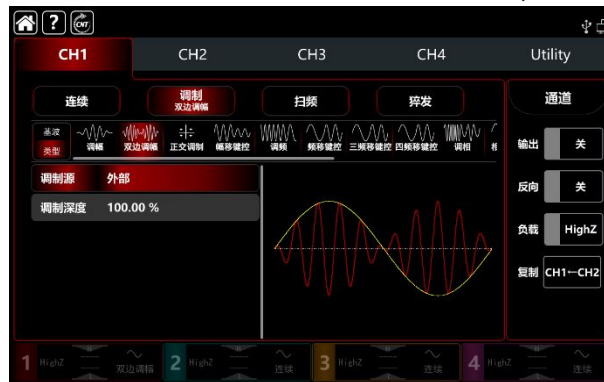 ? CNT
CH1 CH2 CH3 CH4 Utility
连续 调制 扫频 猝发 通道
双边调幅
基波
类型 调幅 双边调幅 正交调制 幅移键控 调频 频移键控 三频移键控 四频移键控 调相
输出 关
调制源 外部
反向 关
调制深度 100.00 %
负载 HighZ
复制 CH1←CH2
1 HighZ 双边调幅 2 HighZ 连续 3 HighZ 连续 4 HighZ 连续